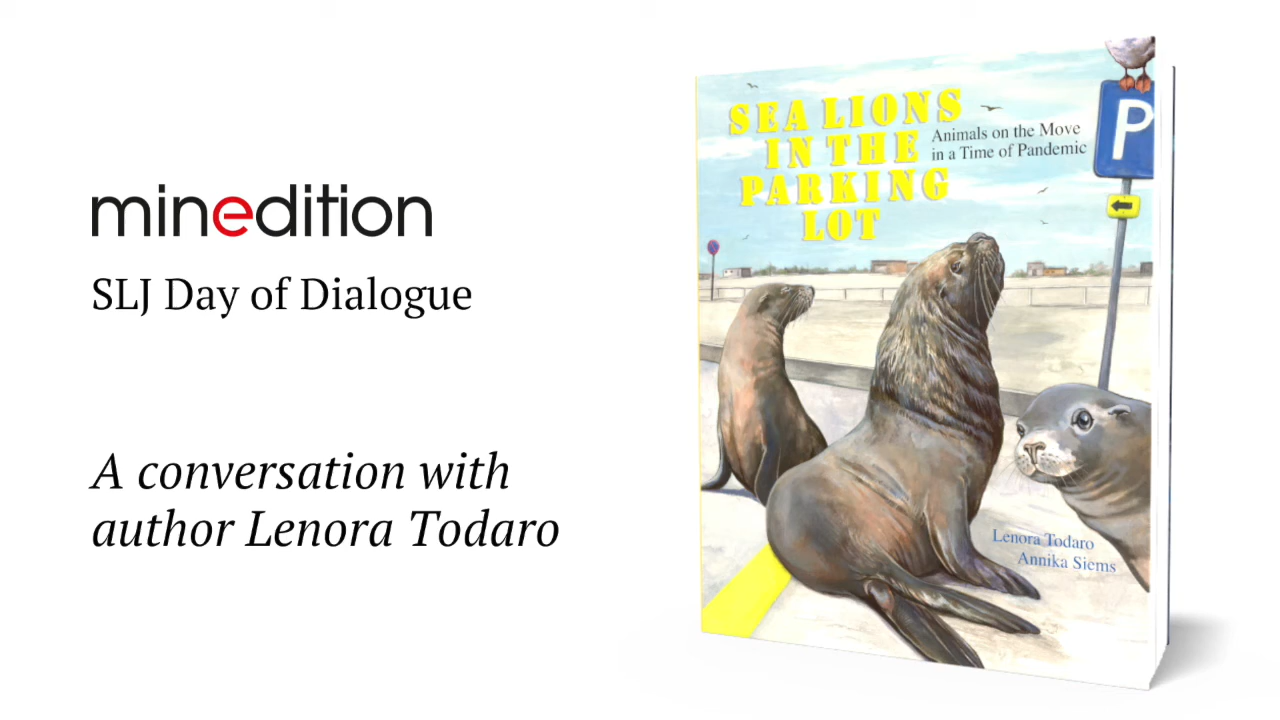 minedition
SLJ Day of Dialogue
A conversation with
author Lenora Todaro
SEA LIONS
IN THE
PARKING
LOT
Animals on the Move
in a Time of Pandemic
P
Lenora Todaro
Annika Siems